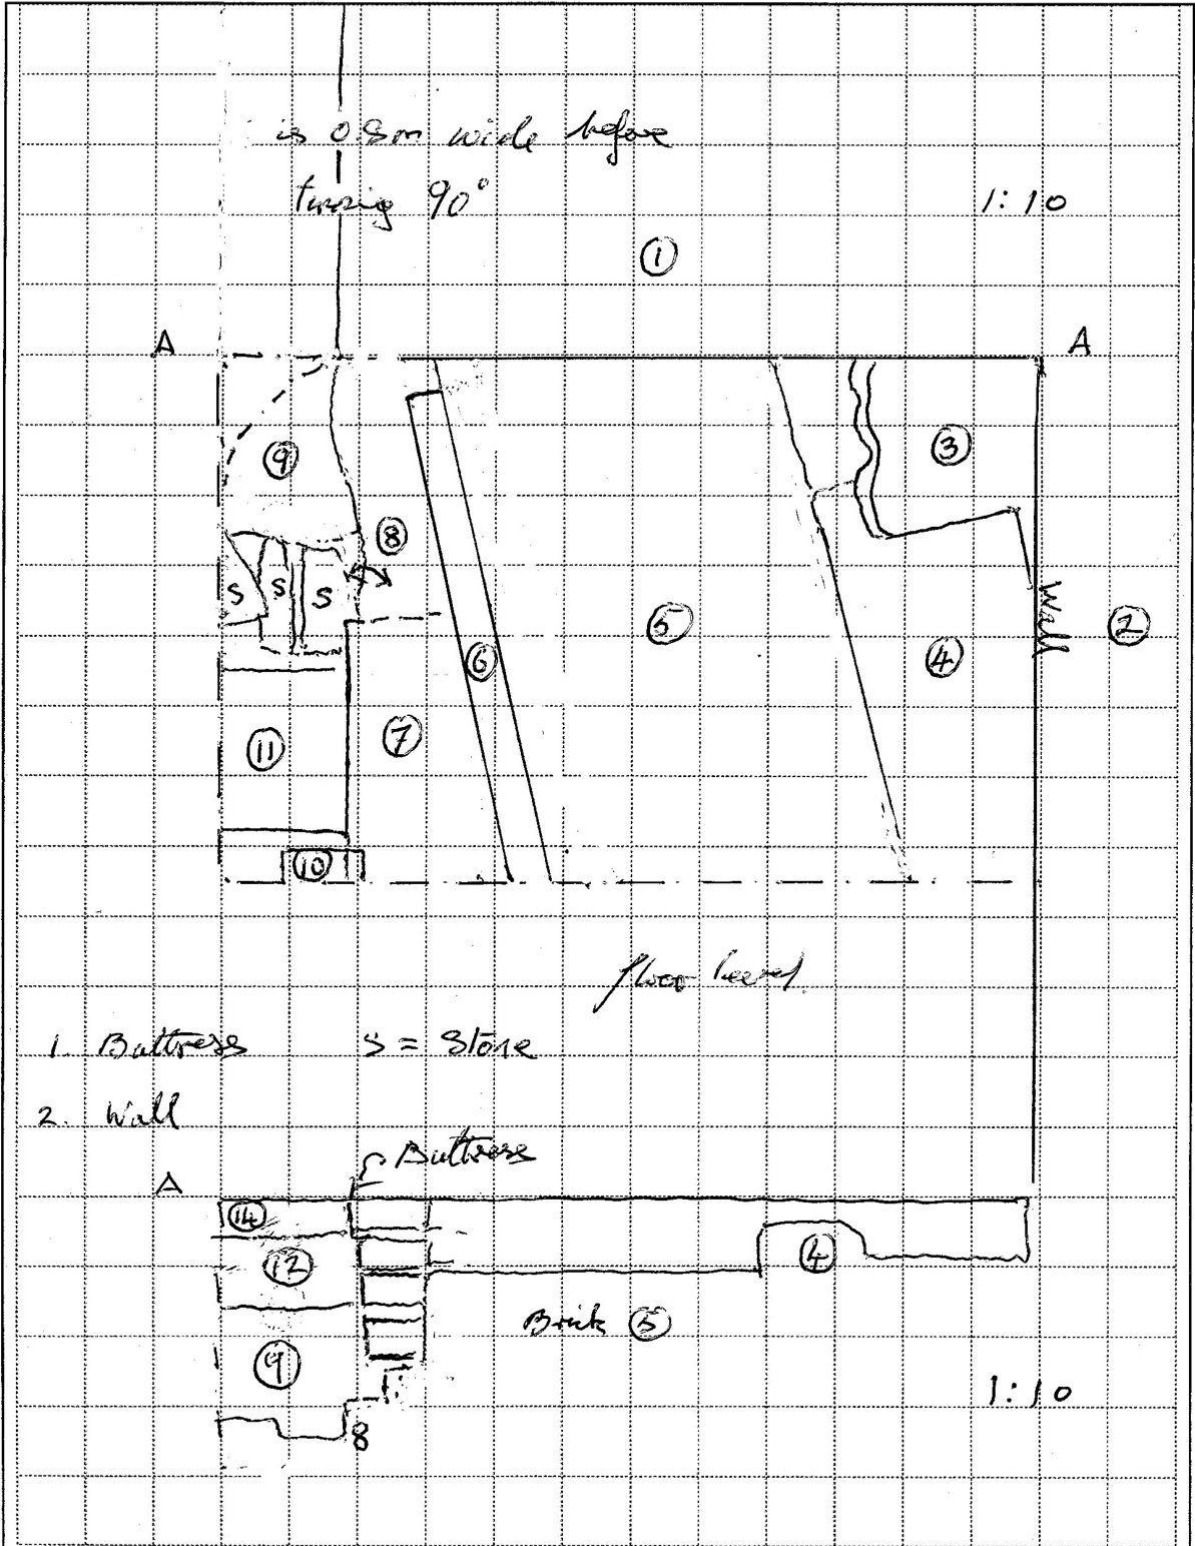 is 0.8m wide before
turning 90°
1:10
①
A
A
③
⑨
⑧
S
S
S
Wall
②
⑤
④
⑥
⑦
⑪
⑩
floor level
1. Buttress
S = Stone
2. Wall
Buttress
A
⑭
⑫
④
Brick ⑤
⑨
1:10
8